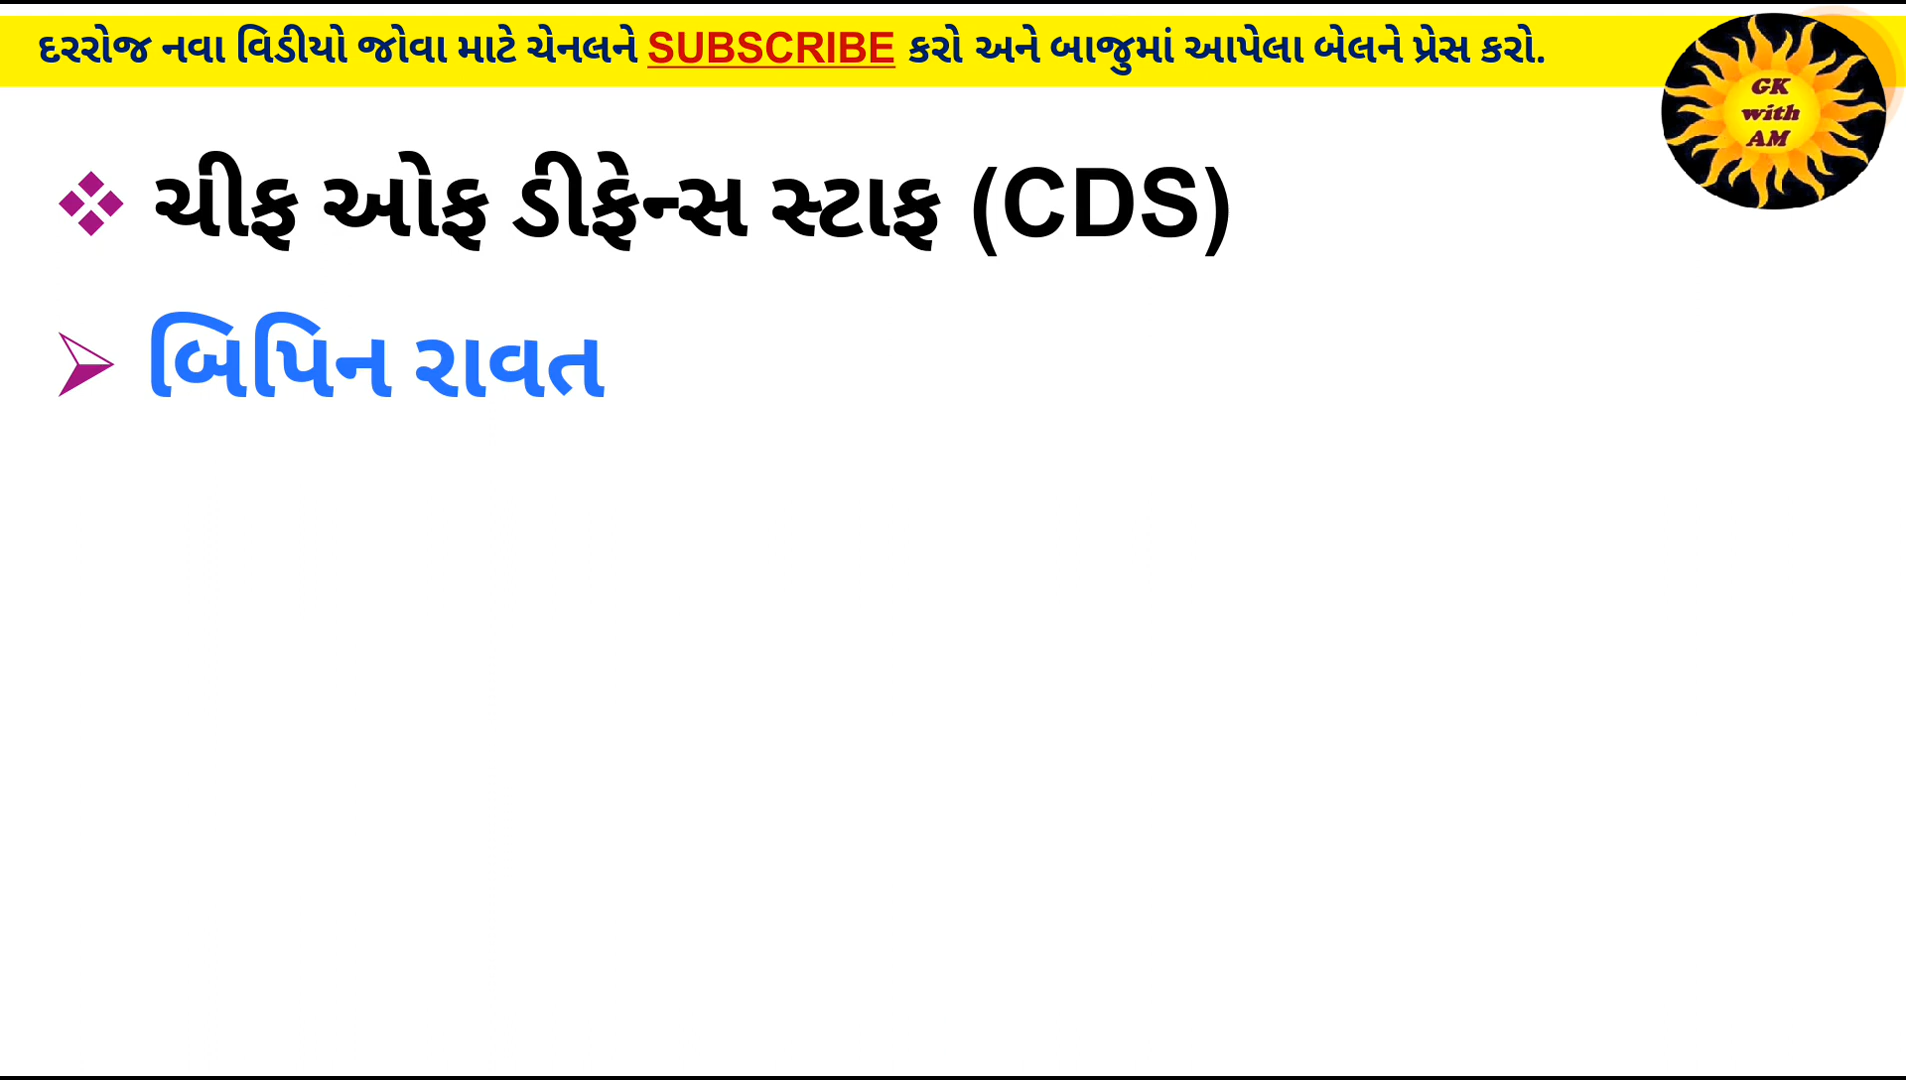 દરરોજ નવા વિડીયો જોવા માટે ચેનલને SUBSCRIBE કરો અને બાજુમાં આપેલા બેલને પ્રેસ કરો.
GK
with
AM
ચીફ ઓફ ડીફેન્સ સ્ટાફ (CDS)
બિપિન રાવત